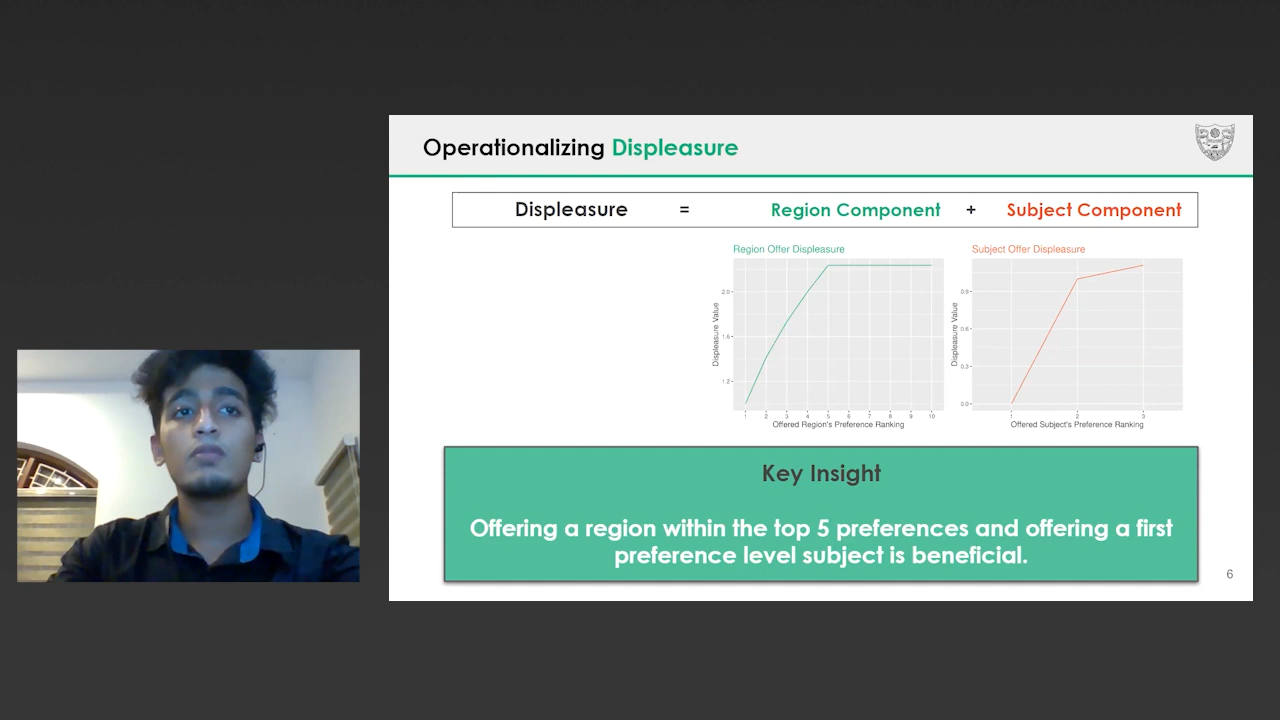 Operationalizing Displeasure
Displeasure = Region Component + Subject Component
Region Offer Displeasure
Displeasure Value
2.0
1.6
1.2
1 2 3 4 5 6 7 8 9 10
Offered Region's Preference Ranking
Subject Offer Displeasure
Displeasure Value
0.9
0.6
0.3
0.0
1 2 3
Offered Subject's Preference Ranking
Key Insight
Offering a region within the top 5 preferences and offering a first
preference level subject is beneficial.
6